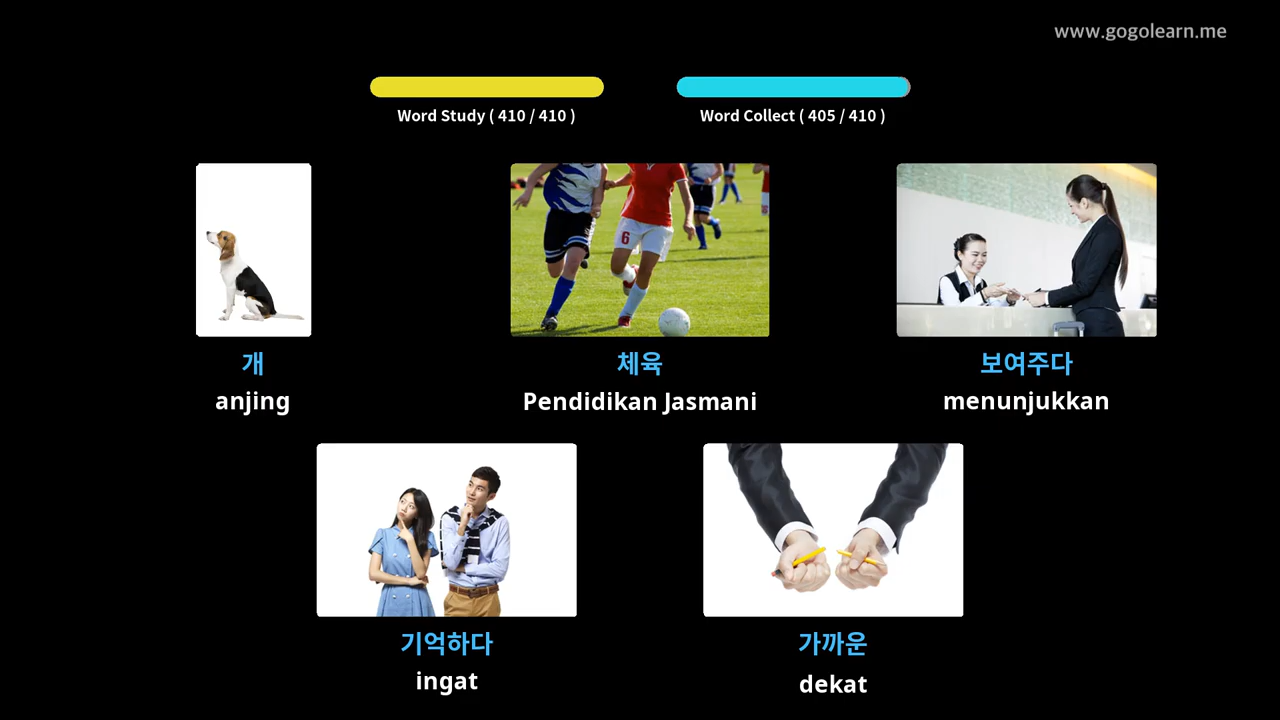 www.gogolearn.me
Word Study ( 410 / 410 )
Word Collect ( 405 / 410 )
개
anjing
체육
Pendidikan Jasmani
보여주다
menunjukkan
6
기억하다
ingat
가까운
dekat